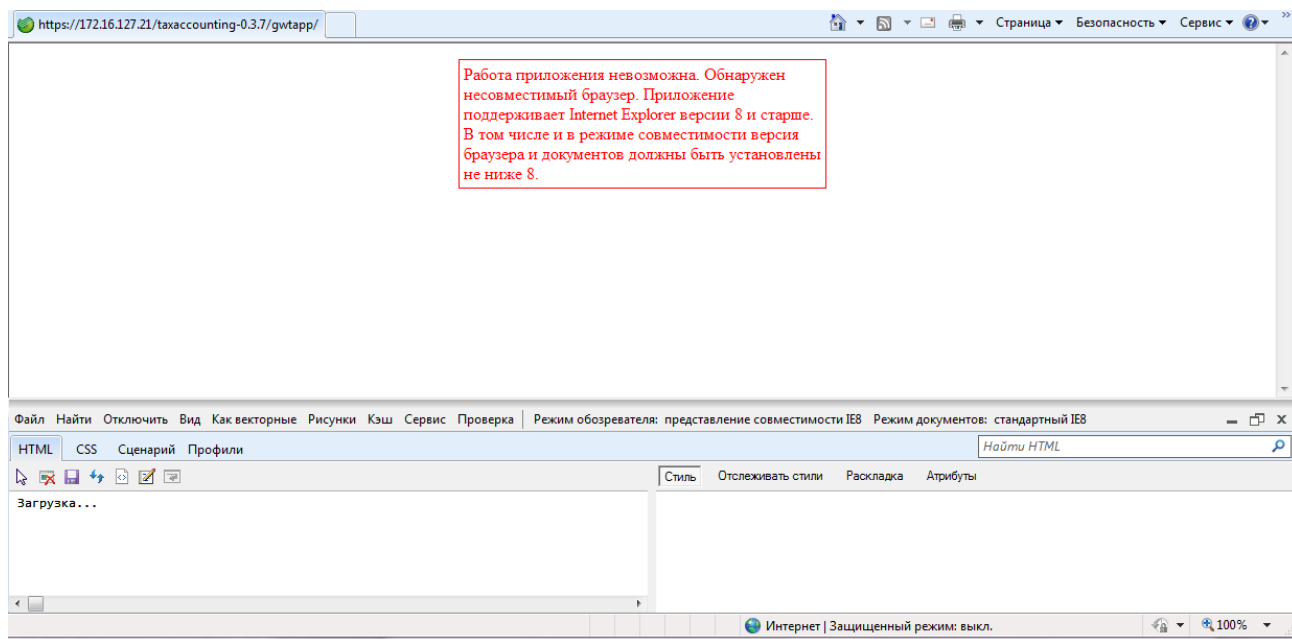 https://172.16.127.21/taxaccounting-0.3.7/gwtapp/
Страница Безопасность Сервис
Работа приложения невозможна. Обнаружен
несовместимый браузер. Приложение
поддерживает Internet Explorer версии 8 и старше.
В том числе и в режиме совместимости версия
браузера и документов должны быть установлены
не ниже 8.
Файл Найти Отключить Вид Как векторные Рисунки Кэш Сервис Проверка Режим обозревателя: представление совместимости IE8 Режим документов: стандартный IE8
HTML CSS Сценарий Профили Найти HTML
Стиль Отслеживать стили Раскладка Атрибуты
Загрузка...
Интернет | Защищенный режим: выкл. 100%